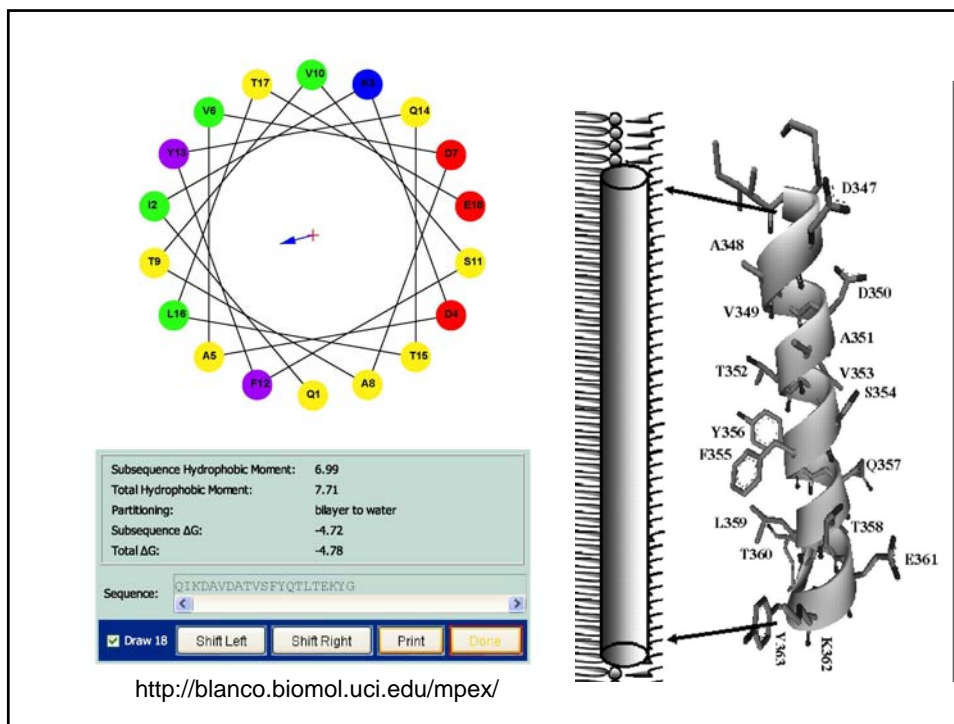 V10
K3
Q14
D7
E18
S11
D4
T15
A8
Q1
F12
A5
L16
T9
I2
Y13
V6
T17
Subsequence Hydrophobic Moment: 6.99
Total Hydrophobic Moment: 7.71
Partitioning: bilayer to water
Subsequence ΔG: -4.72
Total ΔG: -4.78
Sequence: QIKDAVDATVSFYQTLTEKYG
Draw 18 Shift Left Shift Right Print Done
http://blanco.biomol.uci.edu/mpex/
D347
A348
D350
V349
A351
T352
V353
S354
Y356
F355
Q357
L359
T358
T360
E361
K362
Y363